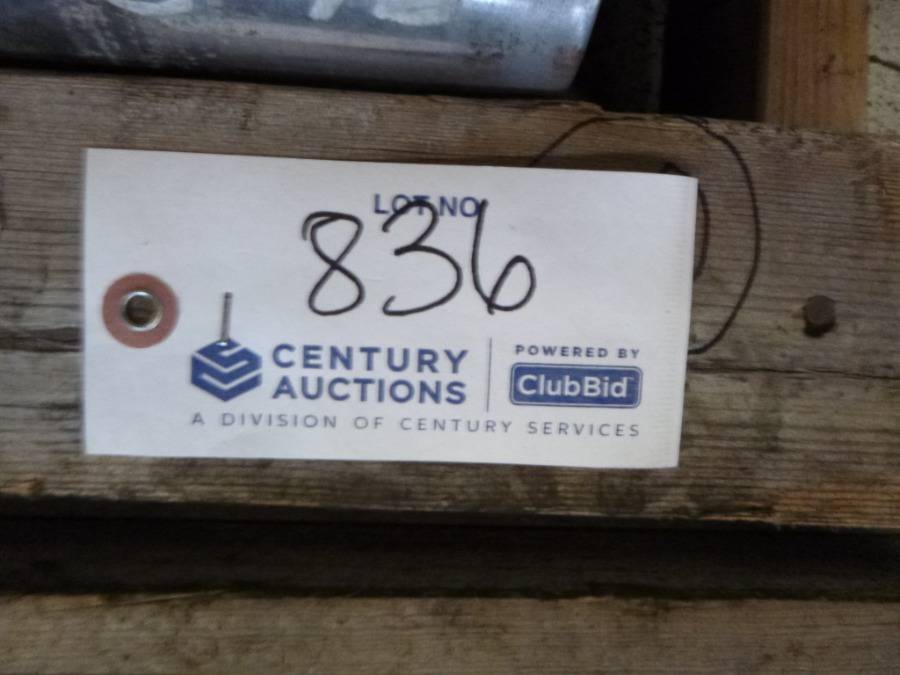 LOT NO
836
CENTURY
AUCTIONS
POWERED BY
ClubBid
A DIVISION OF CENTURY SERVICES